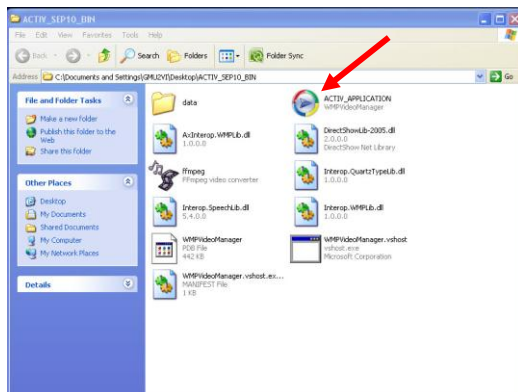 ACTIV_SEP10_BIN
File Edit View Favorites Tools Help
Back Search Folders Folder Sync
Address C:\Documents and Settings\GMU2VI\Desktop\ACTIV_SEP10_BIN Go
File and Folder Tasks
Make a new folder
Publish this folder to the Web
Share this folder
Other Places
Desktop
My Documents
Shared Documents
My Computer
My Network Places
Details
data
ACTIV_APPLICATION
WMPVideoManager
AxInterop.WMPLib.dll
1.0.0.0
DirectShowLib-2005.dll
2.0.0.0
DirectShow Net Library
ffmpeg
FFmpeg video converter
Interop.QuartzTypeLib.dll
1.0.0.0
Interop.SpeechLib.dll
5.4.0.0
Interop.WMPLib.dll
1.0.0.0
WMPVideoManager
PDB File
442 KB
WMPVideoManager.vshost
vshost.exe
Microsoft Corporation
WMPVideoManager.vshost.ex...
MANIFEST File
1 KB